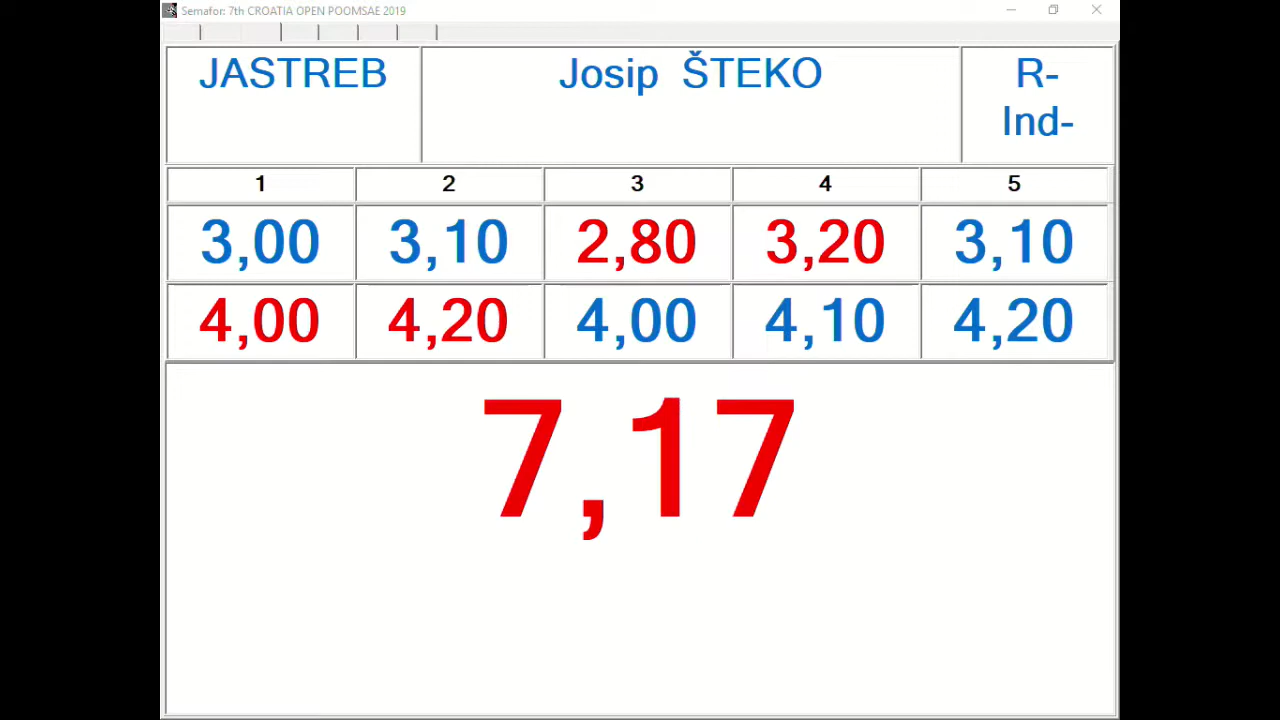 Semafor: 7th CROATIA OPEN POOMSAE 2019
JASTREB Josip ŠTEKO R-
Ind-
1 2 3 4 5
3,00 3,10 2,80 3,20 3,10
4,00 4,20 4,00 4,10 4,20
7,17